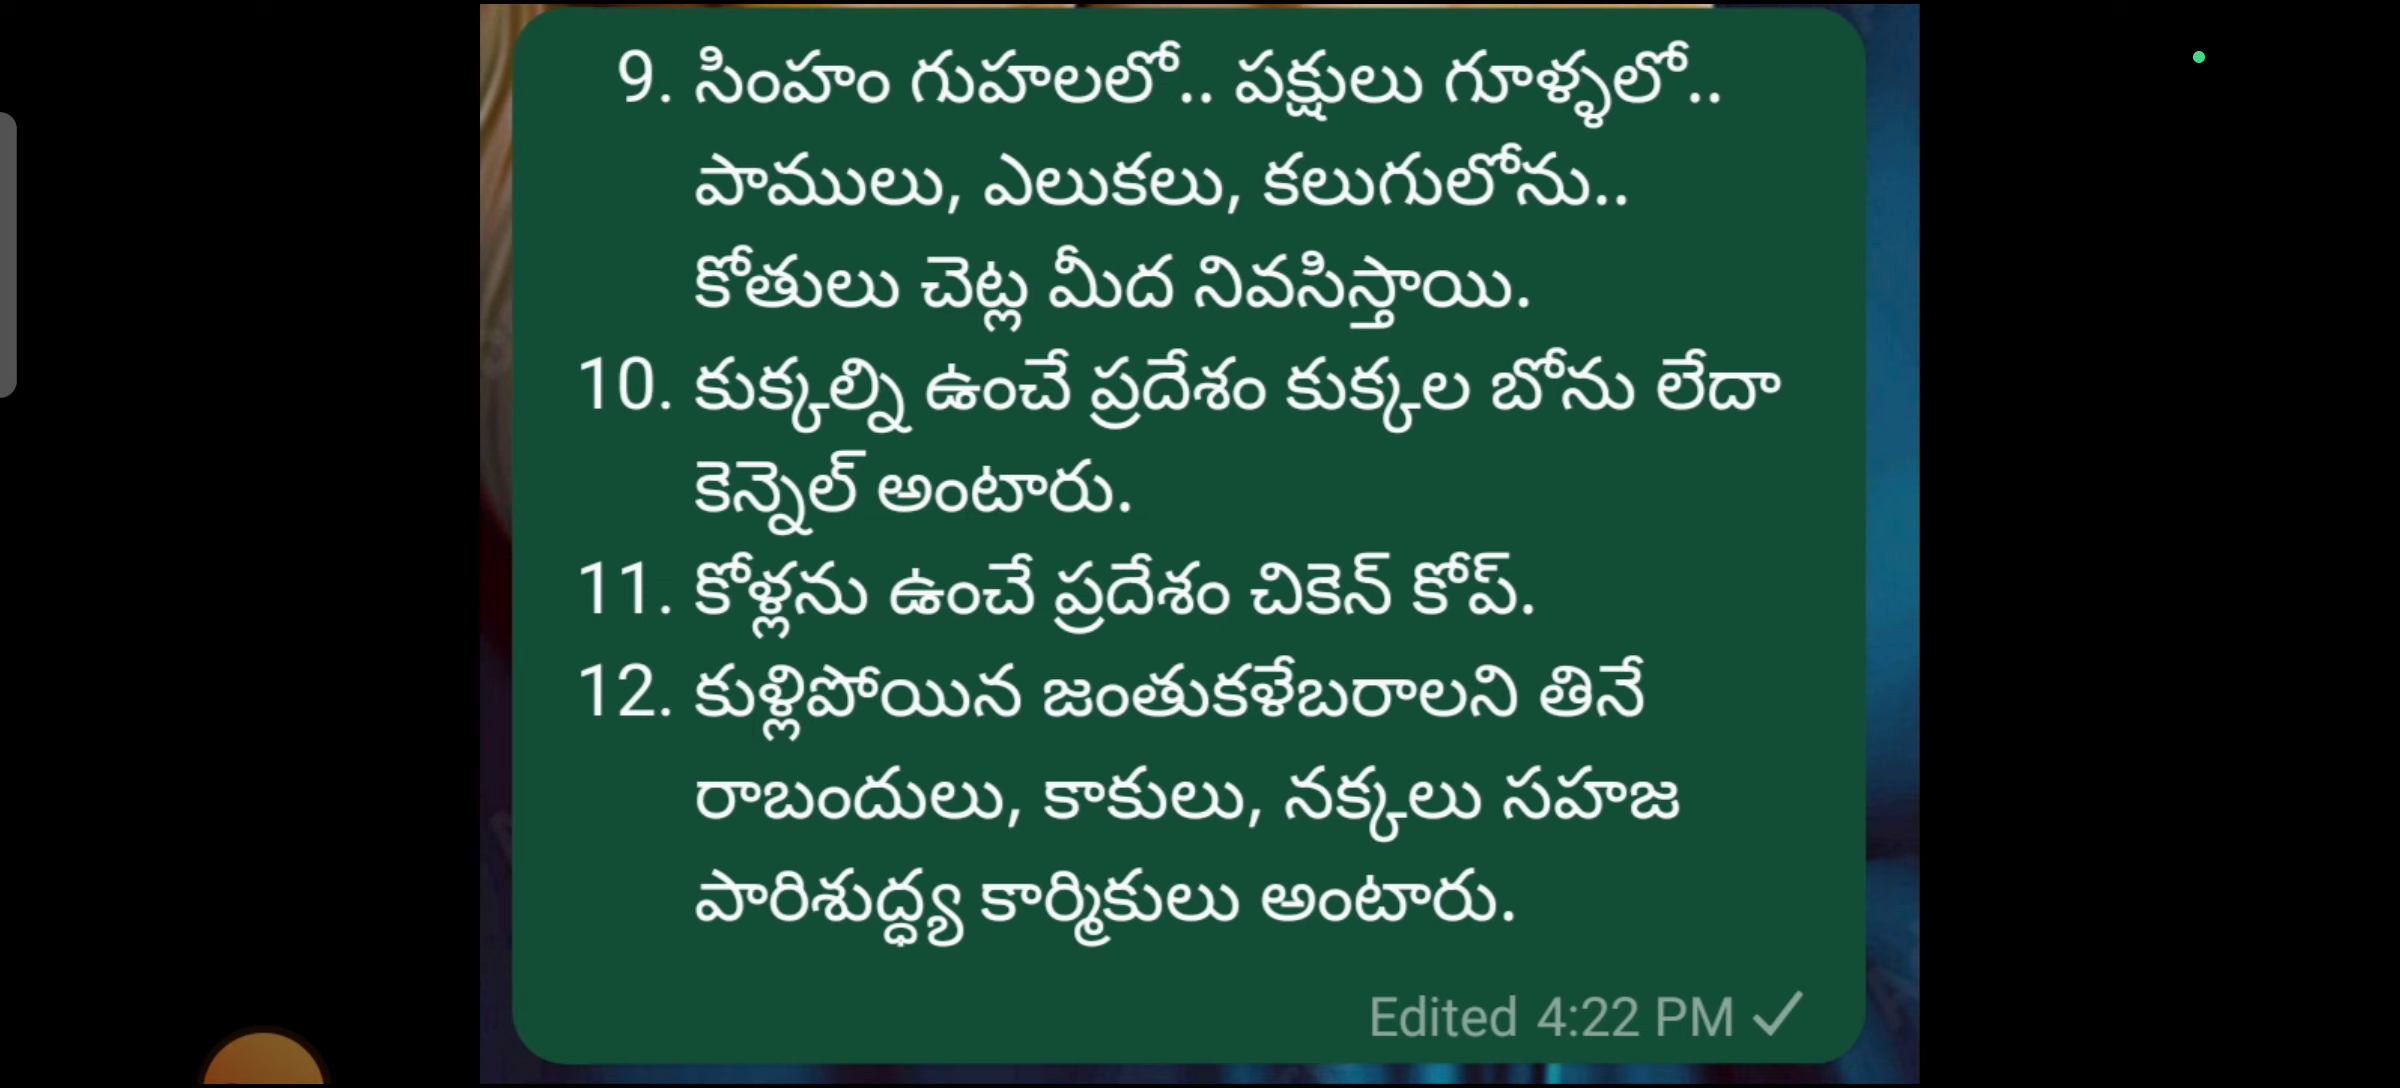 9. సింహం గుహలలో.. పక్షులు గూళ్ళలో..
పాములు, ఎలుకలు, కలుగులోను..
కోతులు చెట్ల మీద నివసిస్తాయి.
10. కుక్కల్ని ఉంచే ప్రదేశం కుక్కల బోను లేదా
కెన్నెల్ అంటారు.
11. కోళ్లను ఉంచే ప్రదేశం చికెన్ కోప్.
12. కుళ్లిపోయిన జంతుకళేబరాలని తినే
రాబందులు, కాకులు, నక్కలు సహజ
పారిశుద్ధ్య కార్మికులు అంటారు.
Edited 4:22 PM